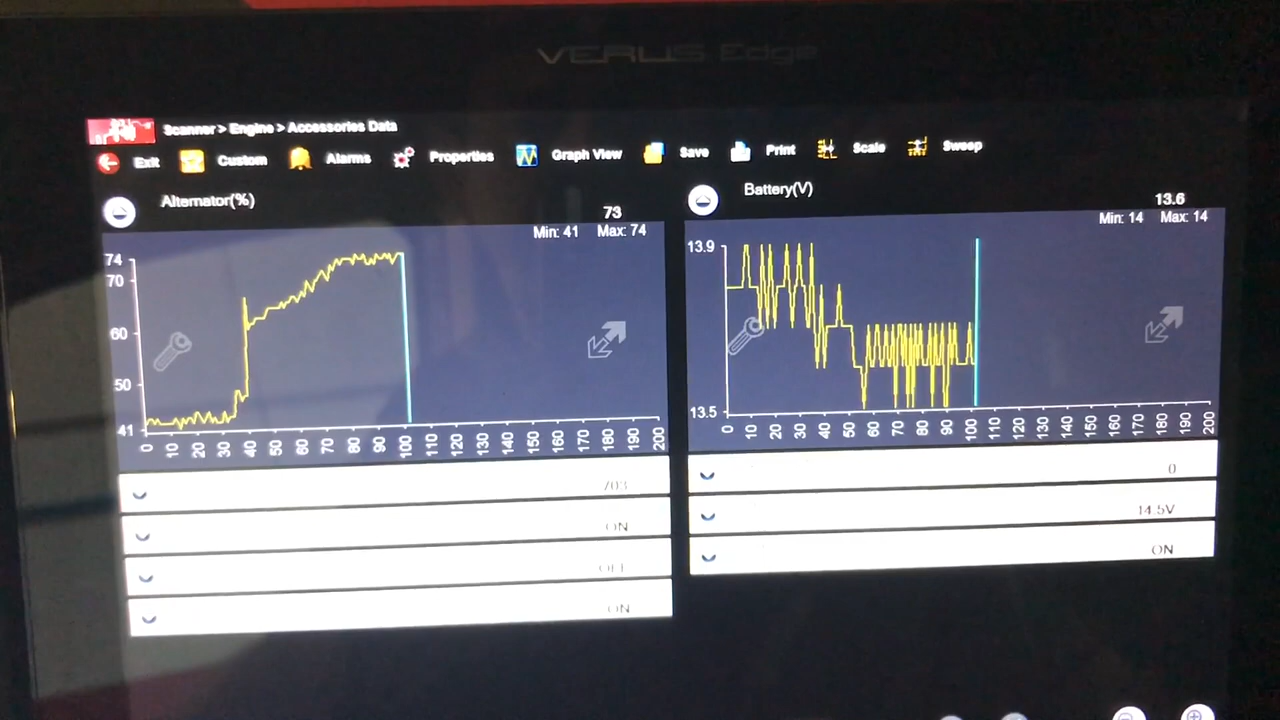 VERUS Edge
Scanner > Engine > Accessories Data
Exit Custom Alarms Properties Graph View Save Print Scale Sweep
Alternator(%)
73
Min: 41 Max: 74
74
70
60
50
41
0 10 20 30 40 50 60 70 80 90 100 110 120 130 140 150 160 170 180 190 200
703
ON
OFF
ON
Battery(V)
13.6
Min: 14 Max: 14
13.9
13.5
0 10 20 30 40 50 60 70 80 90 100 110 120 130 140 150 160 170 180 190 200
0
14.5V
ON